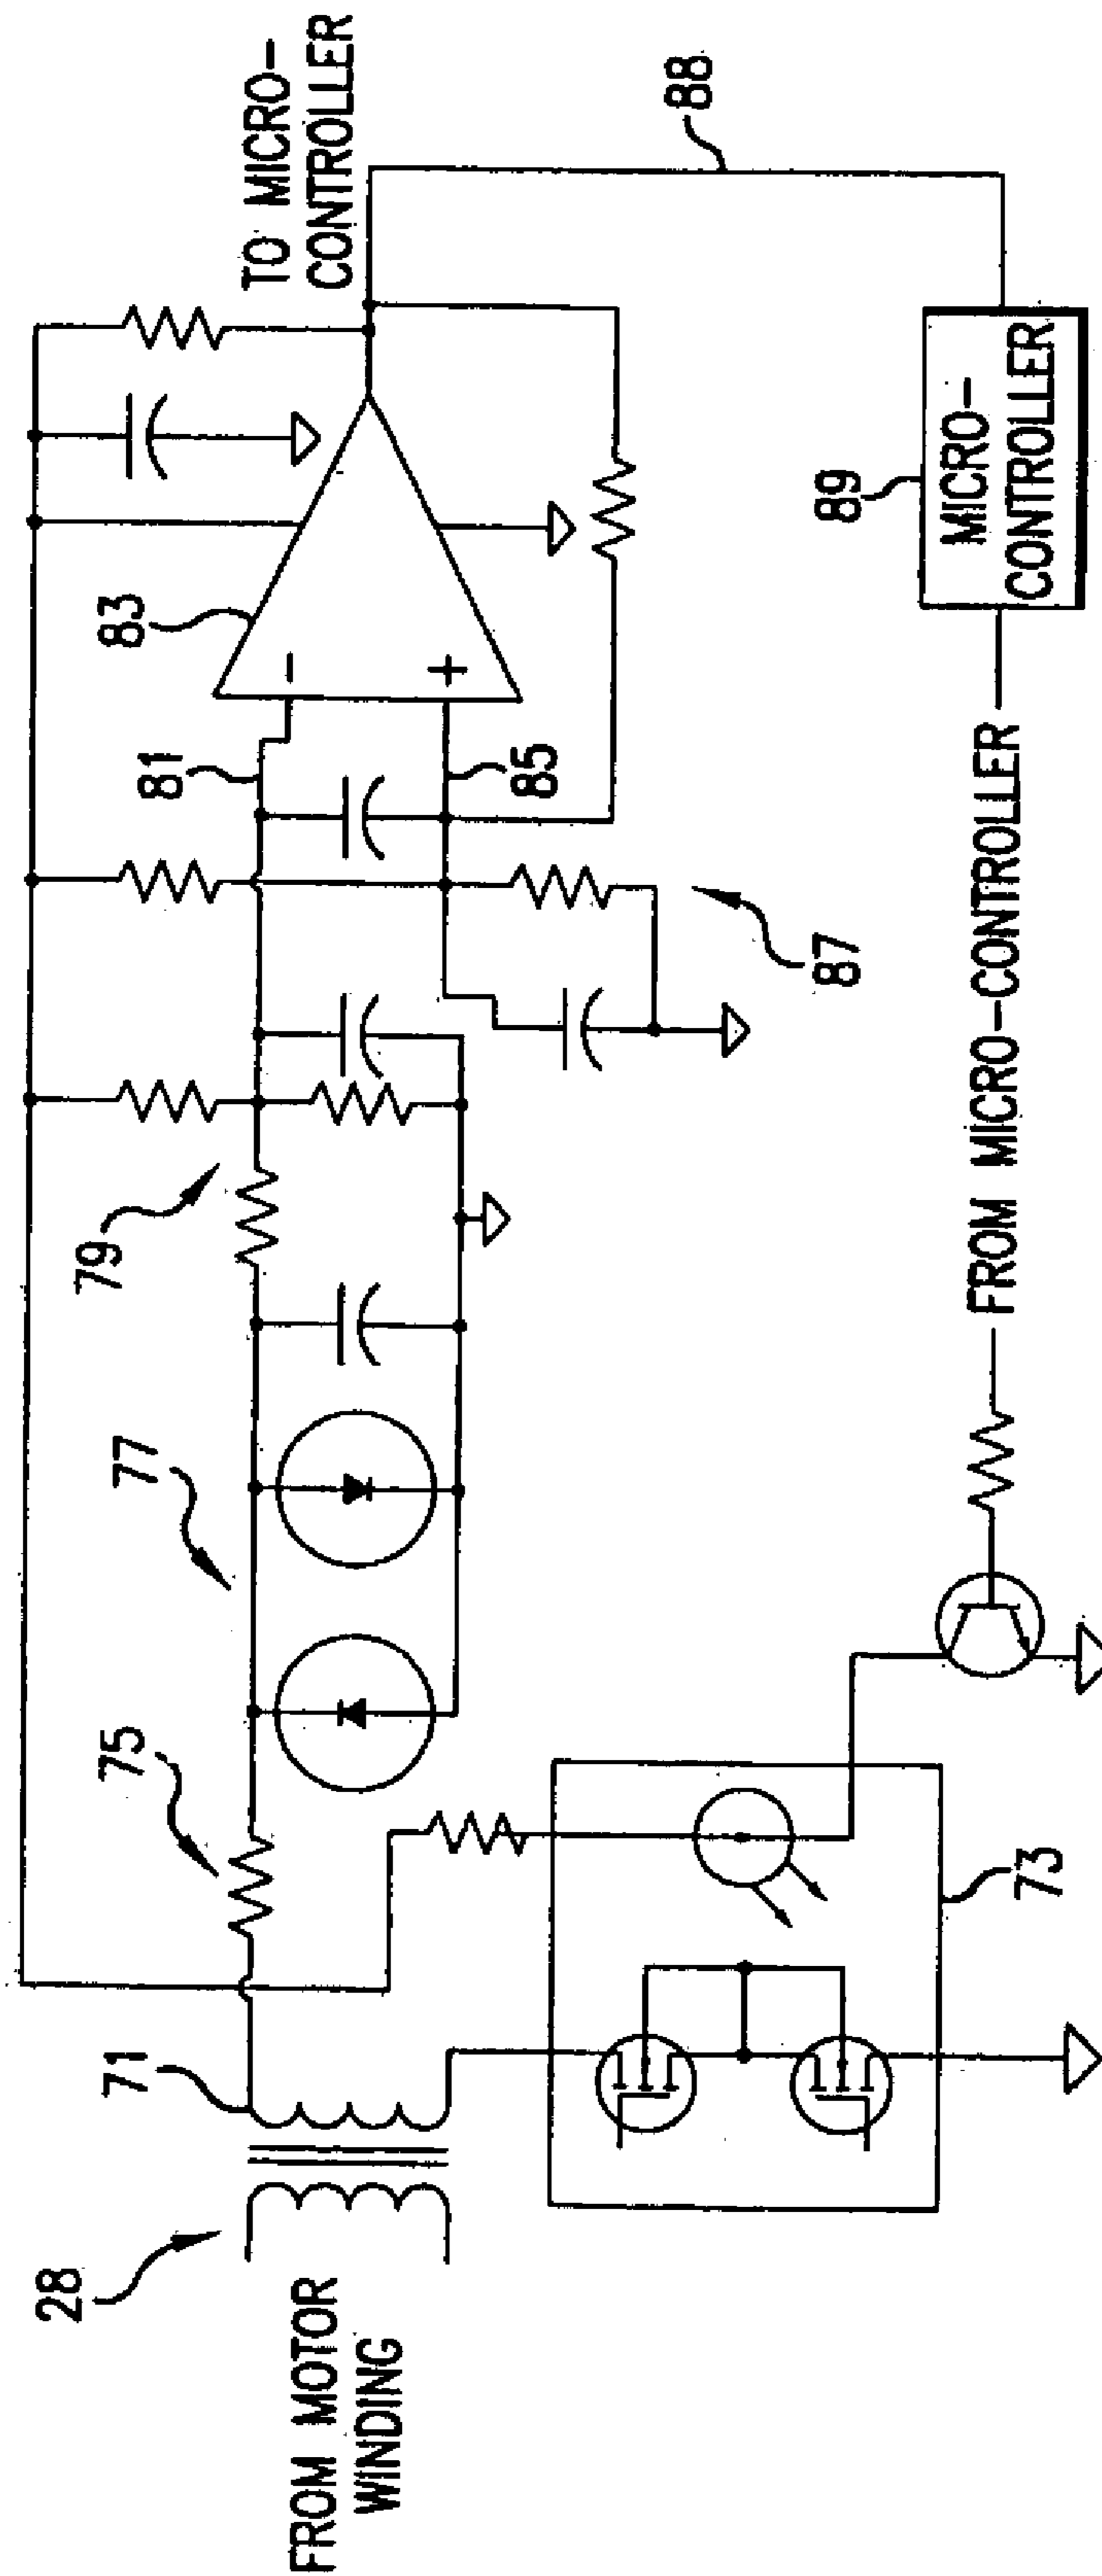 28
FROM MOTOR
WINDING
71
75
77
79
81
83
−
+
85
87
TO MICRO-
CONTROLLER
88
73
FROM MICRO-CONTROLLER
89
MICRO-
CONTROLLER